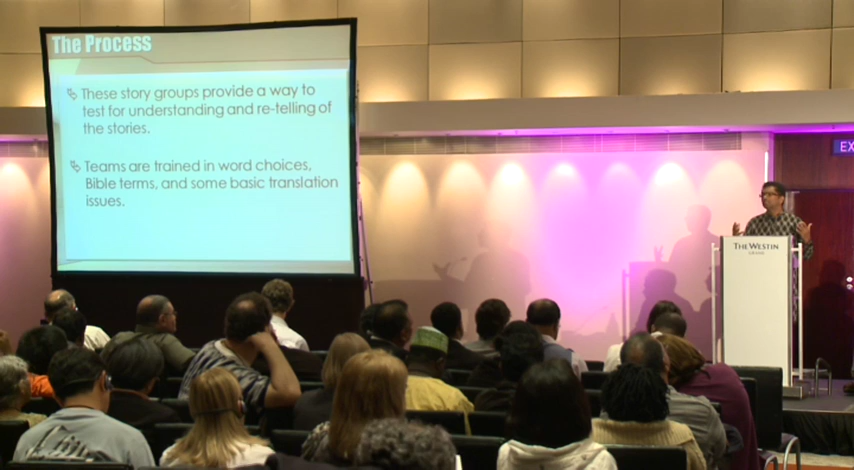 The Process
These story groups provide a way to
test for understanding and re-telling of
the stories.
Teams are trained in word choices,
Bible terms, and some basic translation
issues.
EX
THE WESTIN